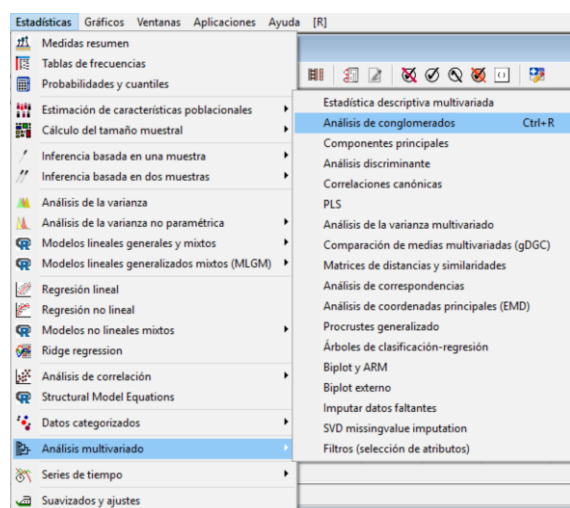 Estadísticas Gráficos Ventanas Aplicaciones Ayuda [R]
Medidas resumen
Tablas de frecuencias
Probabilidades y cuantiles
Estimación de características poblacionales
Cálculo del tamaño muestral
Inferencia basada en una muestra
Inferencia basada en dos muestras
Análisis de la varianza
Análisis de la varianza no paramétrica
Modelos lineales generales y mixtos
Modelos lineales generalizados mixtos (MLGM)
Regresión lineal
Regresión no lineal
Modelos no lineales mixtos
Ridge regression
Análisis de correlación
Structural Model Equations
Datos categorizados
Análisis multivariado
Series de tiempo
Suavizados y ajustes
Estadística descriptiva multivariada
Análisis de conglomerados Ctrl+R
Componentes principales
Análisis discriminante
Correlaciones canónicas
PLS
Análisis de la varianza multivariado
Comparación de medias multivariadas (gDGC)
Matrices de distancias y similaridades
Análisis de correspondencias
Análisis de coordenadas principales (EMD)
Procrustes generalizado
Árboles de clasificación-regresión
Biplot y ARM
Biplot externo
Imputar datos faltantes
SVD missingvalue imputation
Filtros (selección de atributos)